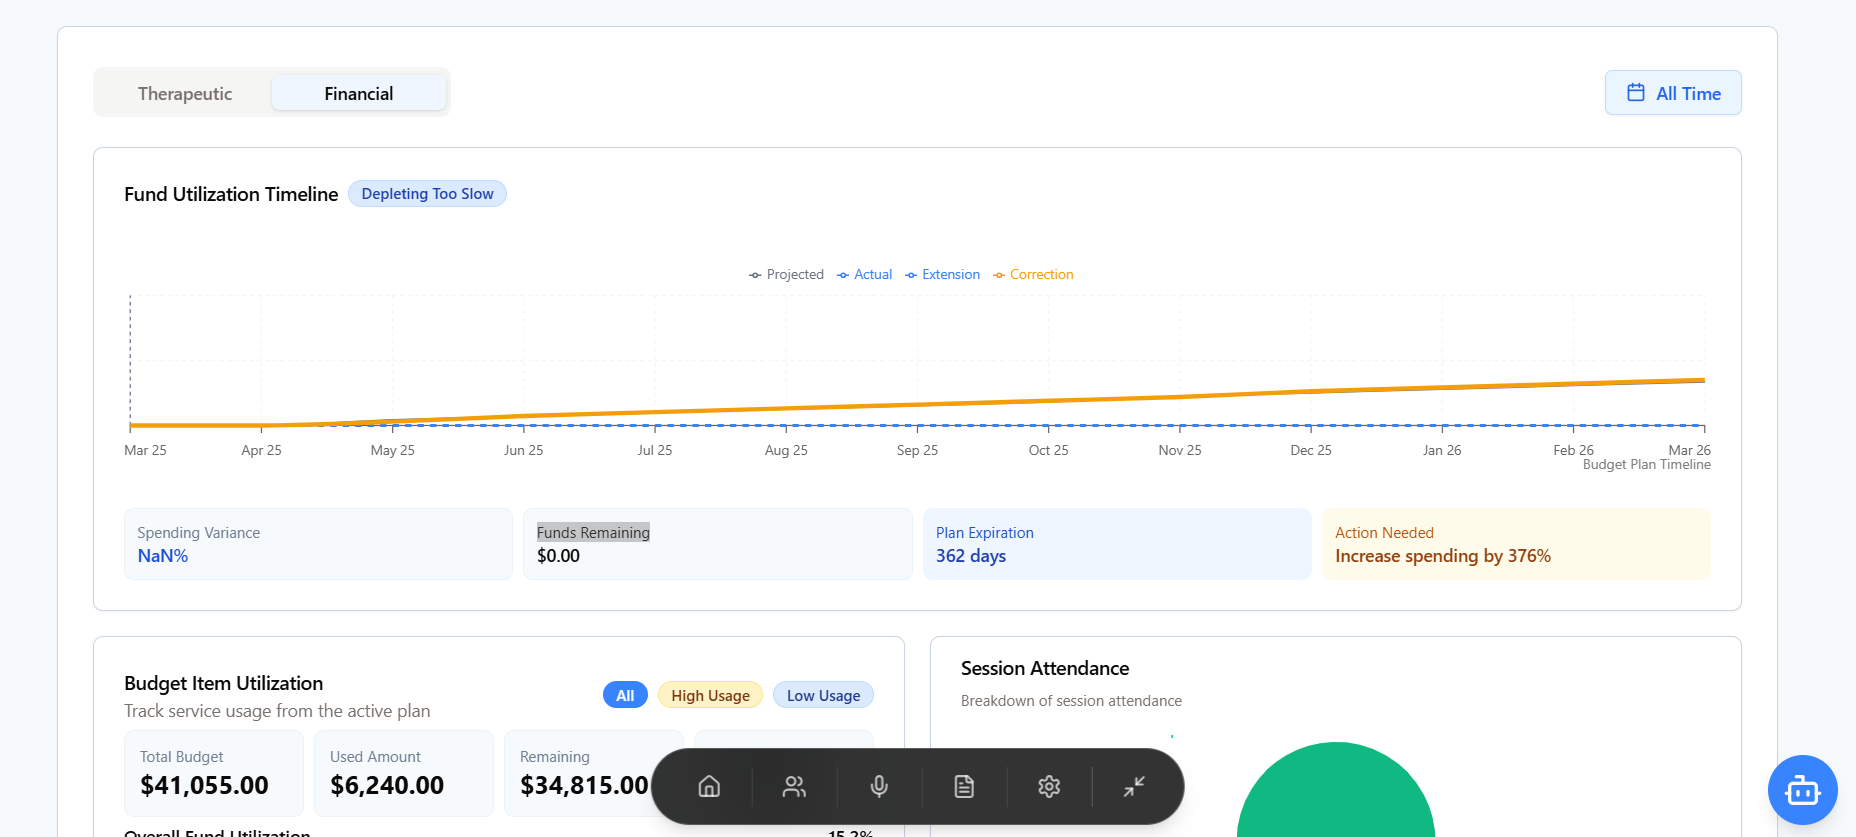 Therapeutic
Financial
All Time
Fund Utilization Timeline
Depleting Too Slow
Projected
Actual
Extension
Correction
Mar 25
Apr 25
May 25
Jun 25
Jul 25
Aug 25
Sep 25
Oct 25
Nov 25
Dec 25
Jan 26
Feb 26
Mar 26
Budget Plan Timeline
Spending Variance
NaN%
Funds Remaining
$0.00
Plan Expiration
362 days
Action Needed
Increase spending by 376%
Budget Item Utilization
Track service usage from the active plan
All
High Usage
Low Usage
Total Budget
$41,055.00
Used Amount
$6,240.00
Remaining
$34,815.00
Overall Fund Utilization
15.2%
Session Attendance
Breakdown of session attendance